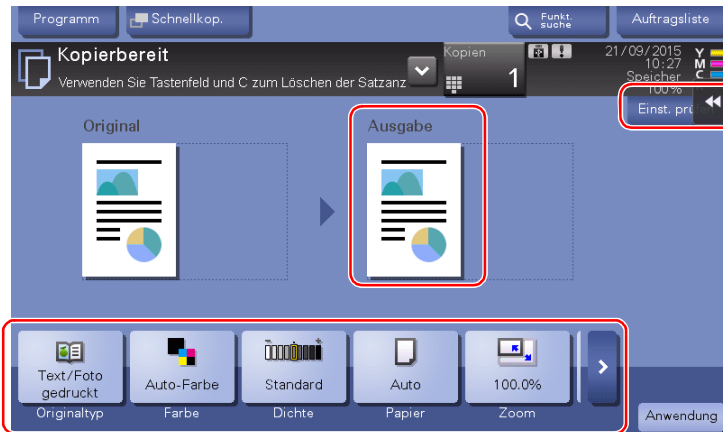 Programm
Schnellkop.
Funkt.
suche
Auftragsliste
Kopierbereit
Verwenden Sie Tastenfeld und C zum Löschen der Satzanz
Kopien
1
21/09/2015
10:27
Speicher
100%
Y
M
C
Einst. prü
Original
Ausgabe
Text/Foto
gedruckt
Auto-Farbe
Standard
Auto
100.0%
Originaltyp
Farbe
Dichte
Papier
Zoom
Anwendung